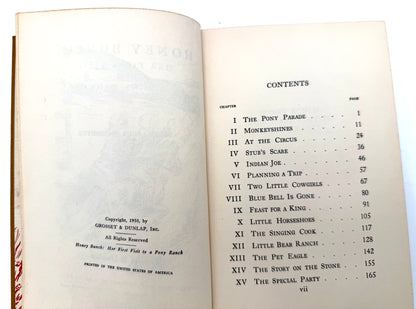 HONEY BUNCH
Copyright, 1950, by
GROSSET & DUNLAP, Inc.
All Rights Reserved
Honey Bunch: Her First Visit to a Pony Ranch
PRINTED IN THE UNITED STATES OF AMERICA
CONTENTS
CHAPTER PAGE
I The Pony Parade . . . . . . 1
II Monkeyshines . . . . . . 11
III At the Circus . . . . . . 24
IV Stub's Scare . . . . . . 36
V Indian Joe . . . . . . 46
VI Planning a Trip . . . . . . 57
VII Two Little Cowgirls . . . . . 67
VIII Blue Bell Is Gone . . . . . 80
IX Feast for a King . . . . . 91
X Little Horseshoes . . . . . 105
XI The Singing Cook . . . . . 117
XII Little Bear Ranch . . . . . 128
XIII The Pet Eagle . . . . . 142
XIV The Story on the Stone . . . . 155
XV The Special Party . . . . . 165
vii